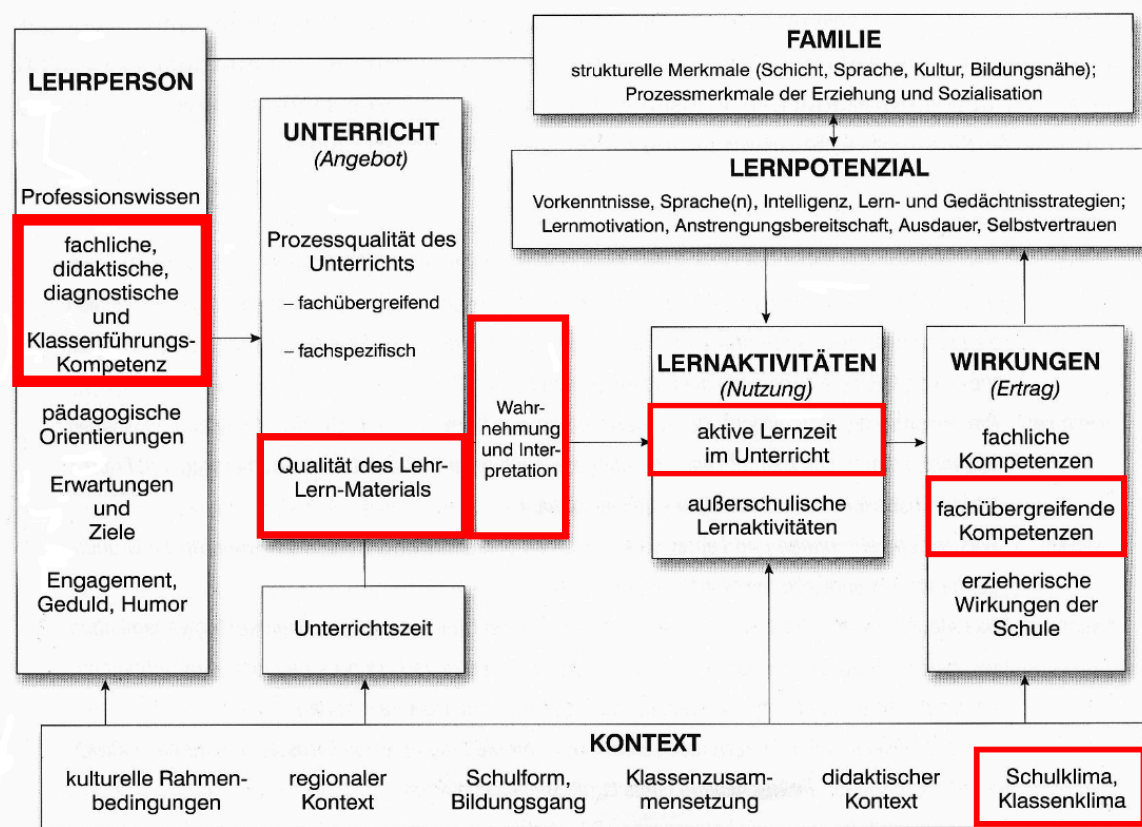 LEHRPERSON
Professionswissen
fachliche,
didaktische,
diagnostische
und
Klassenführungs-
Kompetenz
pädagogische
Orientierungen
Erwartungen
und
Ziele
Engagement,
Geduld, Humor
UNTERRICHT
(Angebot)
Prozessqualität des
Unterrichts
– fachübergreifend
– fachspezifisch
Qualität des Lehr-
Lern-Materials
Unterrichtszeit
Wahr-
nehmung
und Inter-
pretation
FAMILIE
strukturelle Merkmale (Schicht, Sprache, Kultur, Bildungsnähe);
Prozessmerkmale der Erziehung und Sozialisation
LERNPOTENZIAL
Vorkenntnisse, Sprache(n), Intelligenz, Lern- und Gedächtnisstrategien;
Lernmotivation, Anstrengungsbereitschaft, Ausdauer, Selbstvertrauen
LERNAKTIVITÄTEN
(Nutzung)
aktive Lernzeit
im Unterricht
außerschulische
Lernaktivitäten
WIRKUNGEN
(Ertrag)
fachliche
Kompetenzen
fachübergreifende
Kompetenzen
erzieherische
Wirkungen der
Schule
KONTEXT
kulturelle Rahmen-
bedingungen
regionaler
Kontext
Schulform,
Bildungsgang
Klassenzusam-
mensetzung
didaktischer
Kontext
Schulklima,
Klassenklima